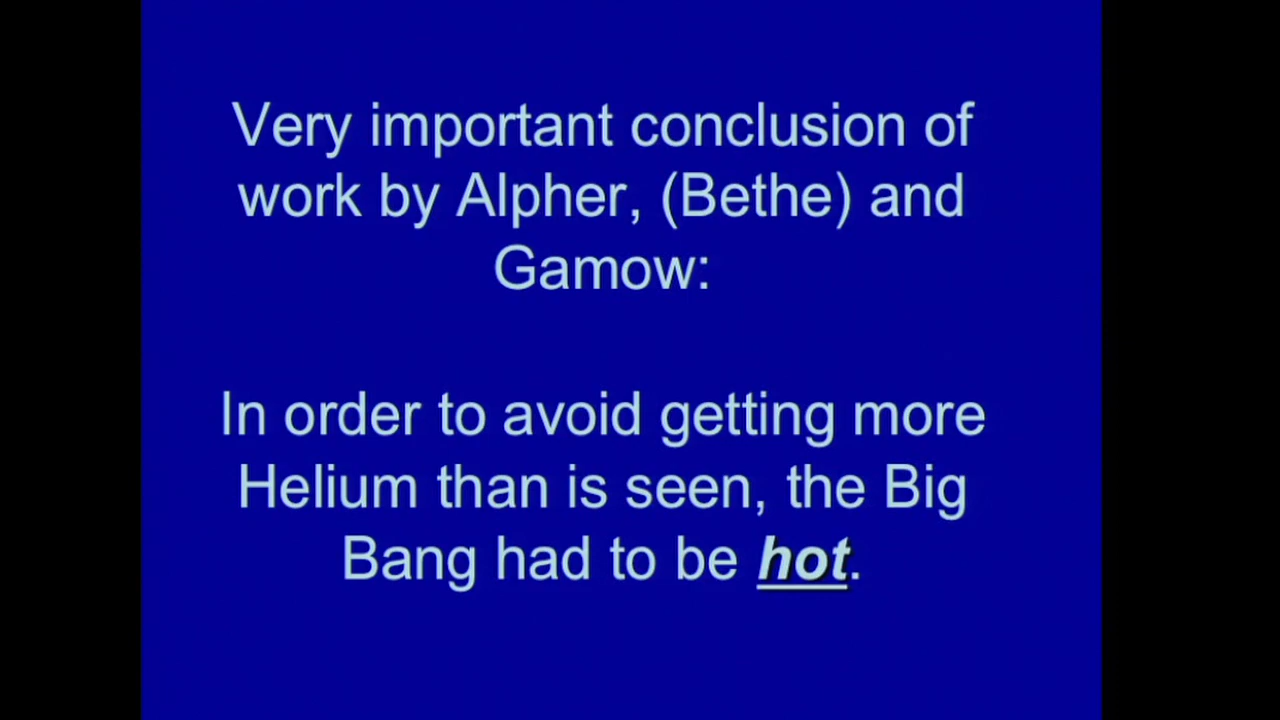 Very important conclusion of
work by Alpher, (Bethe) and
Gamow:
In order to avoid getting more
Helium than is seen, the Big
Bang had to be hot.